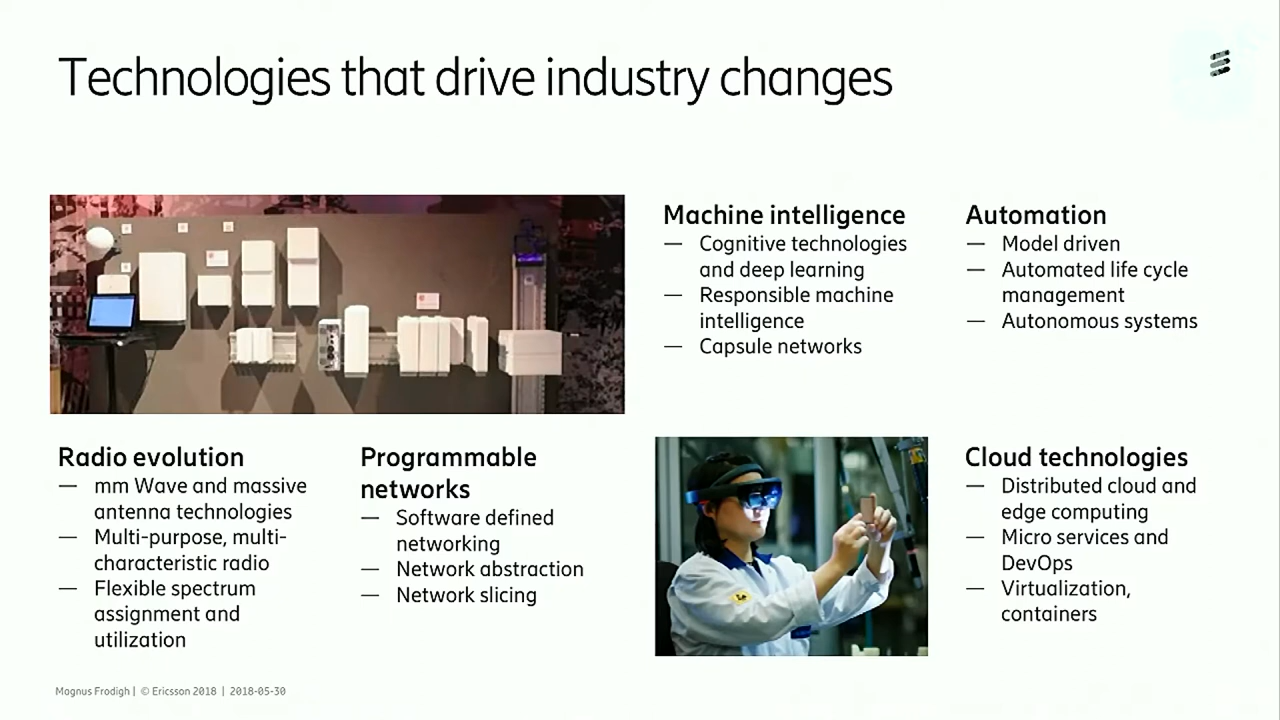 Technologies that drive industry changes
Machine intelligence
— Cognitive technologies
and deep learning
— Responsible machine
intelligence
— Capsule networks
Automation
— Model driven
— Automated life cycle
management
— Autonomous systems
Radio evolution
— mm Wave and massive
antenna technologies
— Multi-purpose, multi-
characteristic radio
— Flexible spectrum
assignment and
utilization
Programmable
networks
— Software defined
networking
— Network abstraction
— Network slicing
Cloud technologies
— Distributed cloud and
edge computing
— Micro services and
DevOps
— Virtualization,
containers
Magnus Frodigh | © Ericsson 2018 | 2018-05-30